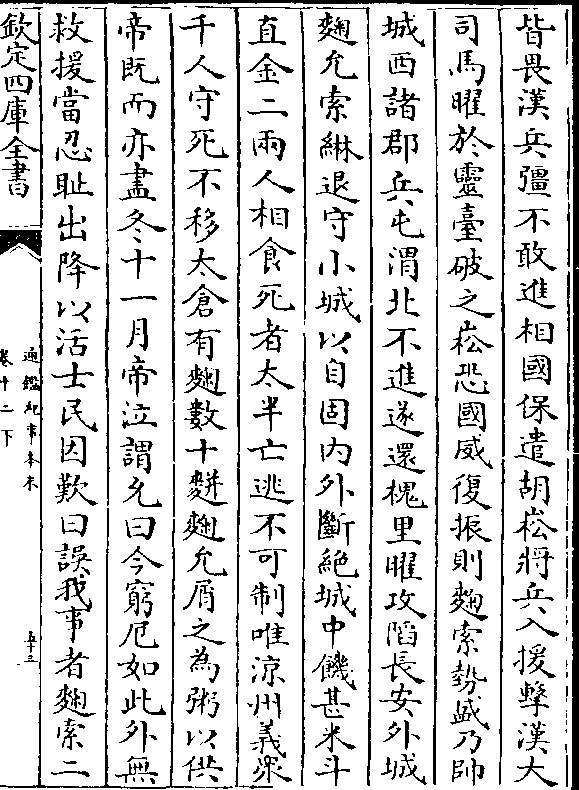 皆畏漢兵彊不敢進相國保遣胡崧將兵入援擊漢大
司馬曜於靈臺破之崧恐國威復振則麴索勢盛乃帥
城西諸郡兵屯渭北不進遂還槐里曜攻陷長安外城
麴允索綝退守小城以自固内外斷絶城中饑甚米斗
直金二兩人相食死者太半亡逃不可制唯涼州義衆
千人守死不移太倉有麴數十䴵麴允屑之為粥以供
帝既而亦盡冬十一月帝泣謂允曰今窮厄如此外無
救援當忍恥出降以活士民因歎曰誤我事者麴索二
欽定四庫全書
通鑑紀事本末
卷十二下
五十三